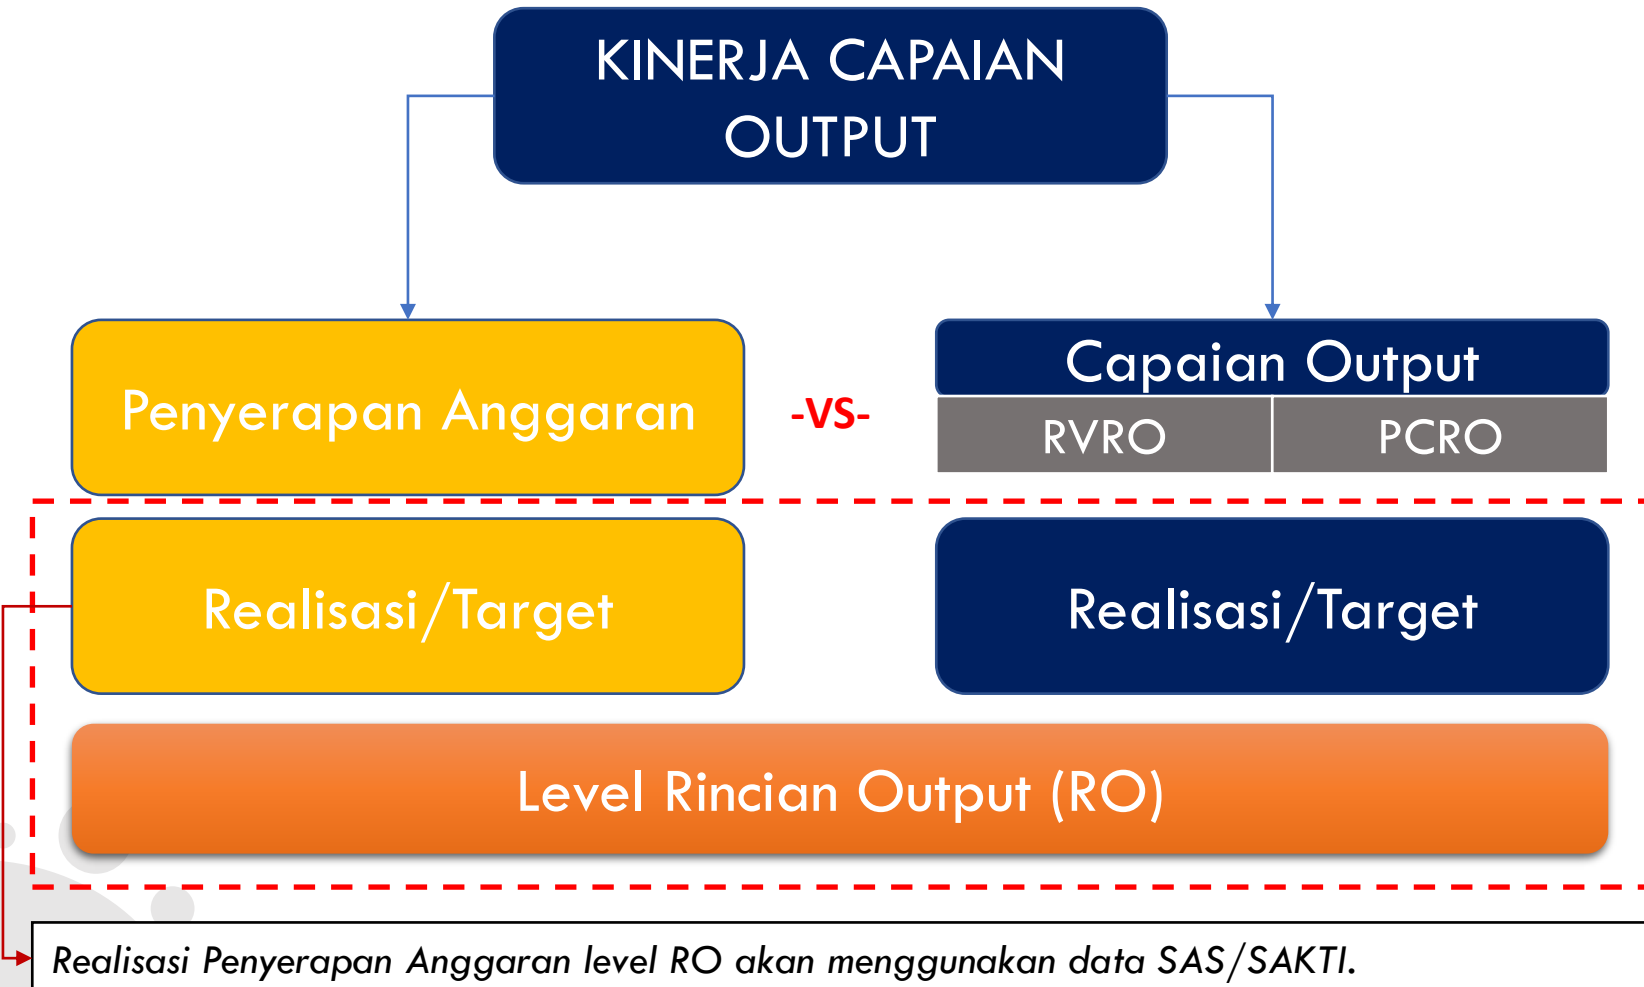 KINERJA CAPAIAN
OUTPUT
Penyerapan Anggaran
-VS-
Capaian Output
RVRO
PCRO
Realisasi/Target
Realisasi/Target
Level Rincian Output (RO)
Realisasi Penyerapan Anggaran level RO akan menggunakan data SAS/SAKTI.